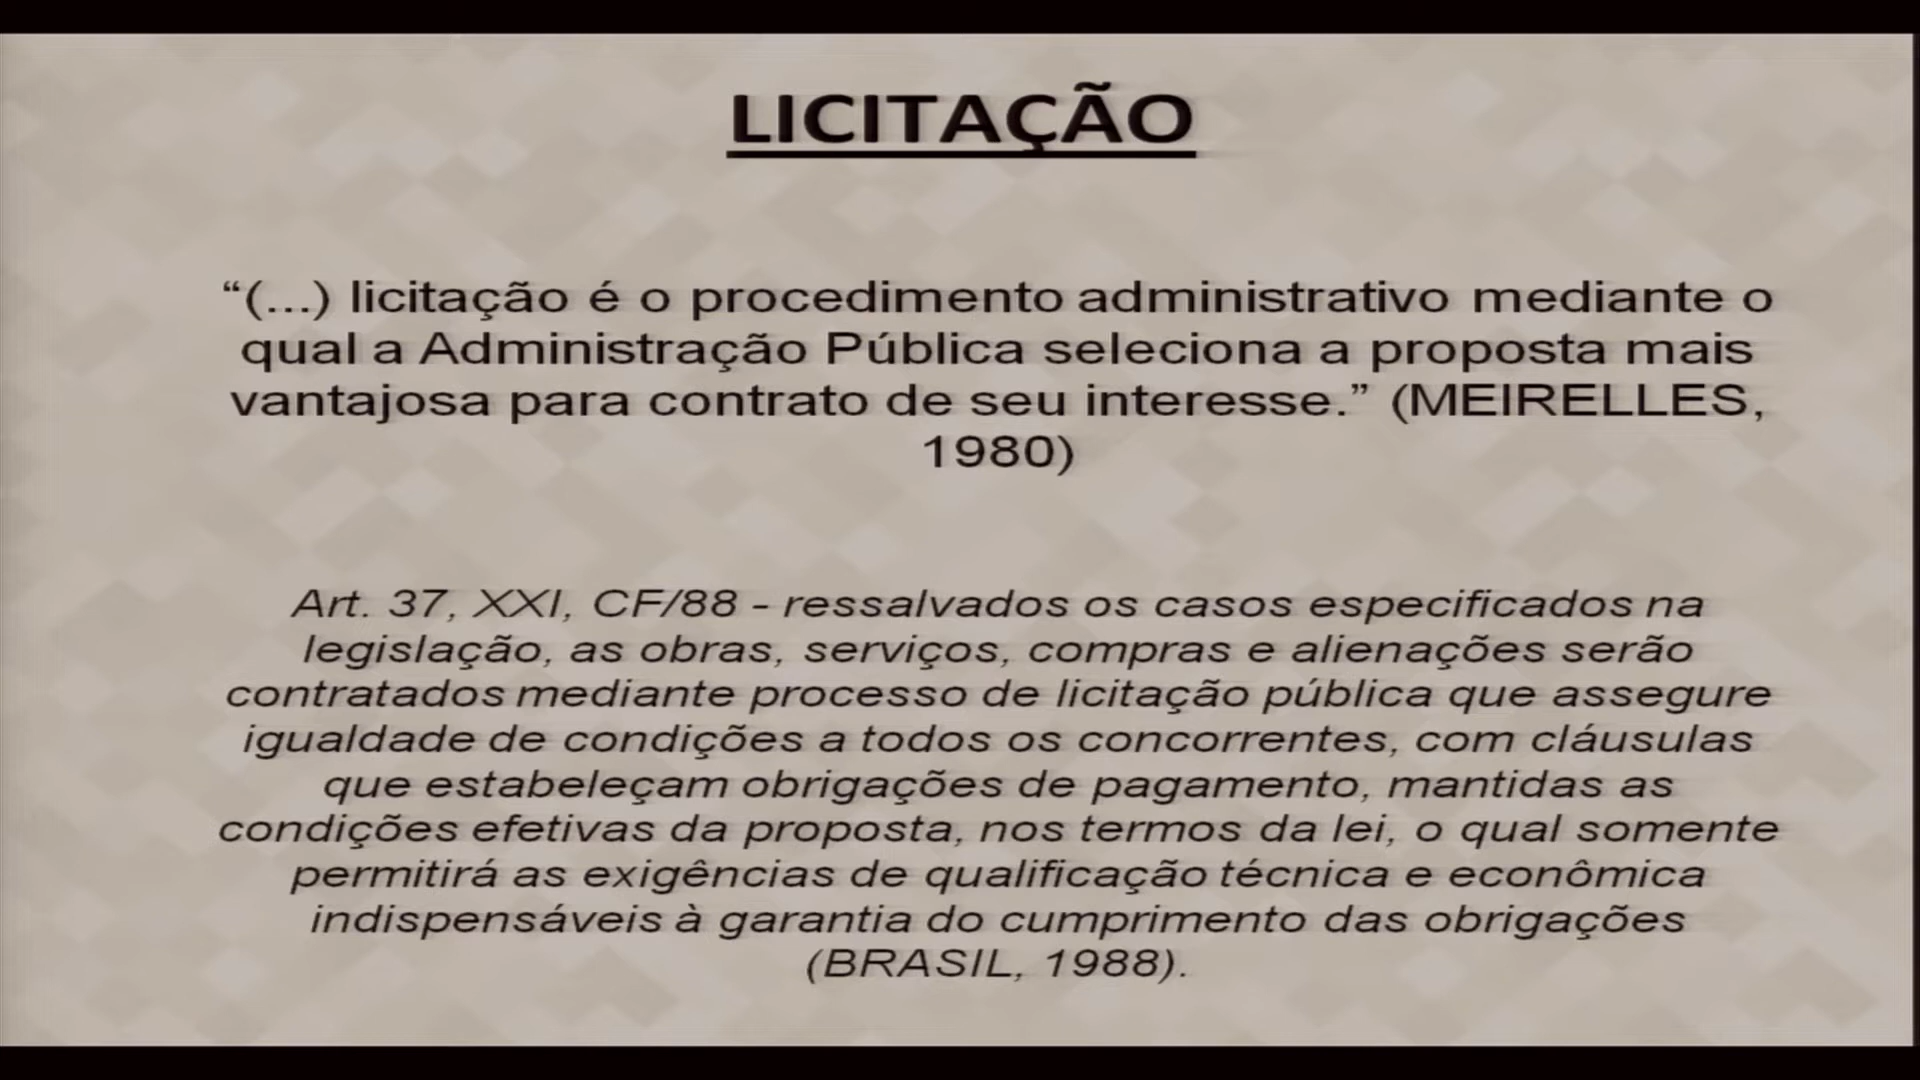 LICITAÇÃO
“(...) licitação é o procedimento administrativo mediante o
qual a Administração Pública seleciona a proposta mais
vantajosa para contrato de seu interesse.” (MEIRELLES,
1980)
Art. 37, XXI, CF/88 - ressalvados os casos especificados na
legislação, as obras, serviços, compras e alienações serão
contratados mediante processo de licitação pública que assegure
igualdade de condições a todos os concorrentes, com cláusulas
que estabeleçam obrigações de pagamento, mantidas as
condições efetivas da proposta, nos termos da lei, o qual somente
permitirá as exigências de qualificação técnica e econômica
indispensáveis à garantia do cumprimento das obrigações
(BRASIL, 1988).